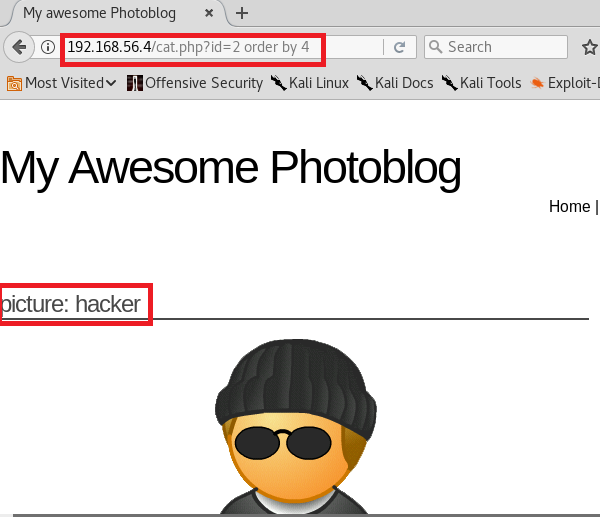 My awesome Photoblog
192.168.56.4/cat.php?id=2 order by 4
Search
Most Visited
Offensive Security
Kali Linux
Kali Docs
Kali Tools
Exploit-
My Awesome Photoblog
Home |
picture: hacker